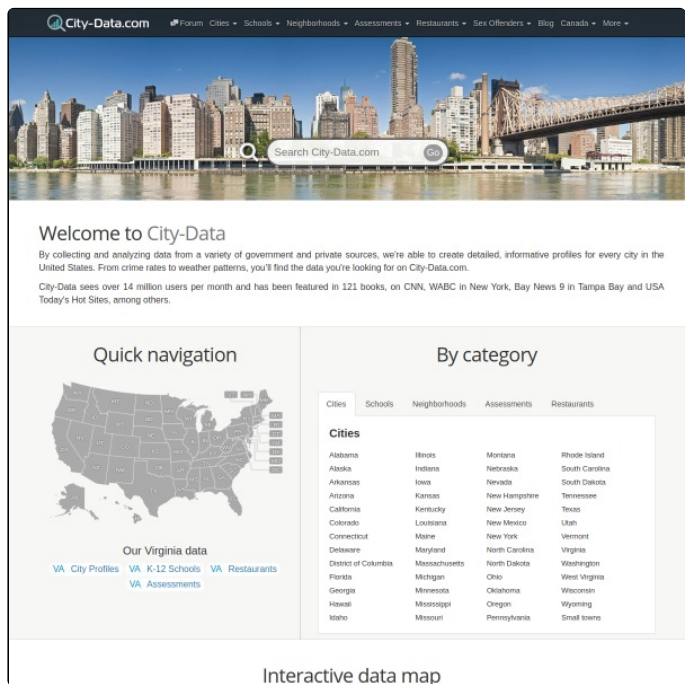 City-Data.com
Forum Cities Schools Neighborhoods Assessments Restaurants Sex Offenders Blog Canada More
Search City-Data.com Go
Welcome to City-Data
By collecting and analyzing data from a variety of government and private sources, we're able to create detailed, informative profiles for every city in the
United States. From crime rates to weather patterns, you'll find the data you're looking for on City-Data.com.
City-Data sees over 14 million users per month and has been featured in 121 books, on CNN, WABC in New York, Bay News 9 in Tampa Bay and USA
Today's Hot Sites, among others.
Quick navigation
Our Virginia data
VA City Profiles VA K-12 Schools VA Restaurants
VA Assessments
By category
Cities Schools Neighborhoods Assessments Restaurants
Cities
Alabama Illinois Montana Rhode Island
Alaska Indiana Nebraska South Carolina
Arkansas Iowa Nevada South Dakota
Arizona Kansas New Hampshire Tennessee
California Kentucky New Jersey Texas
Colorado Louisiana New Mexico Utah
Connecticut Maine New York Vermont
Delaware Maryland North Carolina Virginia
District of Columbia Massachusetts North Dakota Washington
Florida Michigan Ohio West Virginia
Georgia Minnesota Oklahoma Wisconsin
Hawaii Mississippi Oregon Wyoming
Idaho Missouri Pennsylvania Small towns
Interactive data map